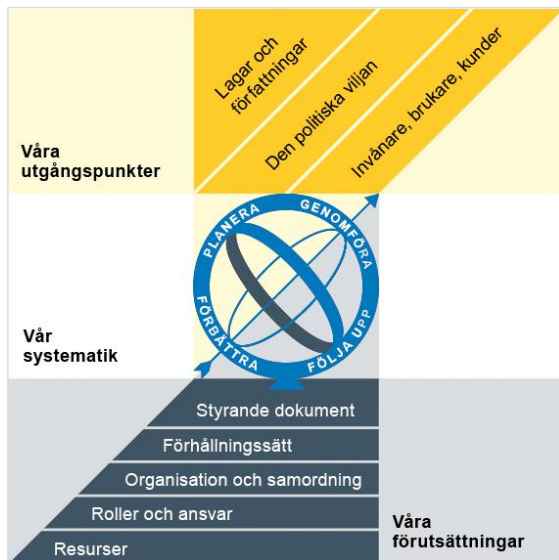 Lagar och
författningar
Den politiska viljan
Invånare, brukare, kunder
Våra
utgångspunkter
PLANERA
GENOMFÖRA
FÖRBÄTTRA
FÖLJA UPP
Vår
systematik
Styrande dokument
Förhållningssätt
Organisation och samordning
Roller och ansvar
Resurser
Våra
förutsättningar